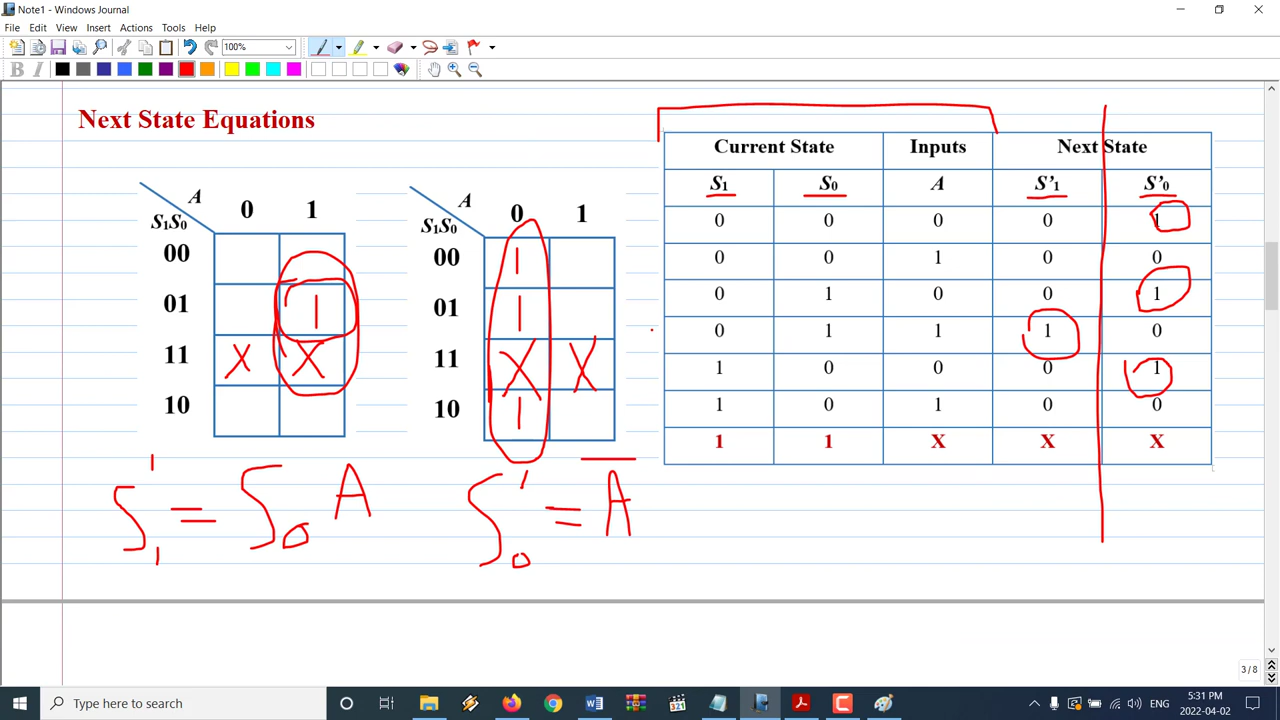 Note1 - Windows Journal
File Edit View Insert Actions Tools Help
100%
B I
Next State Equations
A
S1S0
0 1
00
01 1
11 X X
10
A
S1S0
0 1
00 1
01 1
11 X X
10 1
S'1 = S0 A
S'0 = A̅
Current State Inputs Next State
S1 S0 A S'1 S'0
0 0 0 0 1
0 0 1 0 0
0 1 0 0 1
0 1 1 1 0
1 0 0 0 1
1 0 1 0 0
1 1 X X X
3 / 8
Type here to search
ENG
5:31 PM
2022-04-02